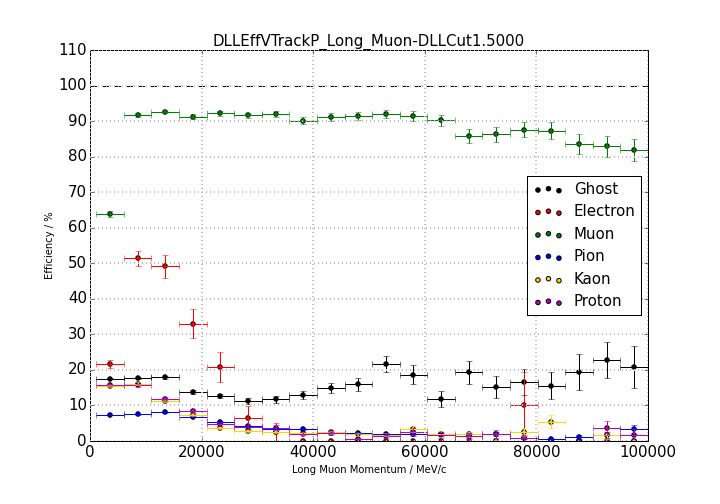 DLLEffVTrackP_Long_Muon-DLLCut1.5000
110
100
90
80
70
60
50
40
30
20
10
0
Efficiency / %
Ghost
Electron
Muon
Pion
Kaon
Proton
0 20000 40000 60000 80000 100000
Long Muon Momentum / MeV/c